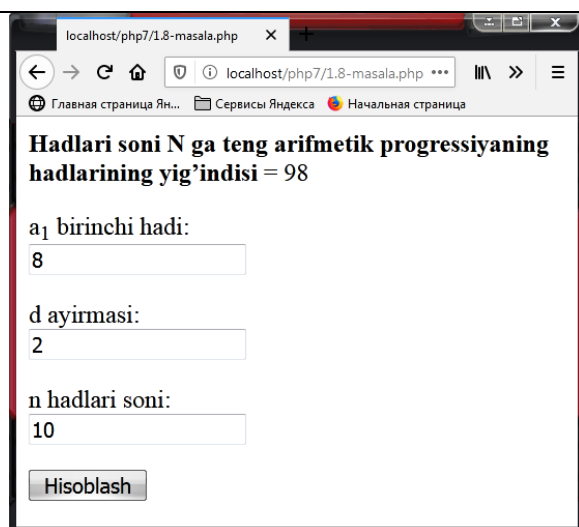 localhost/php7/1.8-masala.php
localhost/php7/1.8-masala.php
Главная страница Ян... Сервисы Яндекса Начальная страница
Hadlari soni N ga teng arifmetik progressiyaning
hadlarining yig’indisi = 98
a1 birinchi hadi:
8
d ayirmasi:
2
n hadlari soni:
10
Hisoblash